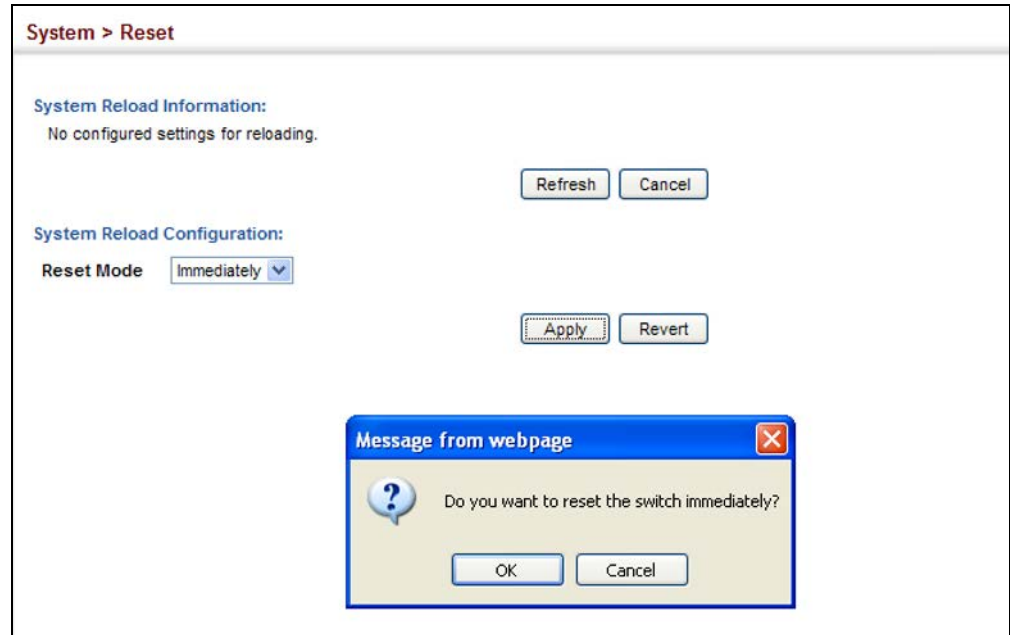 System > Reset
System Reload Information:
No configured settings for reloading.
Refresh Cancel
System Reload Configuration:
Reset Mode Immediately
Apply Revert
Message from webpage
Do you want to reset the switch immediately?
OK Cancel